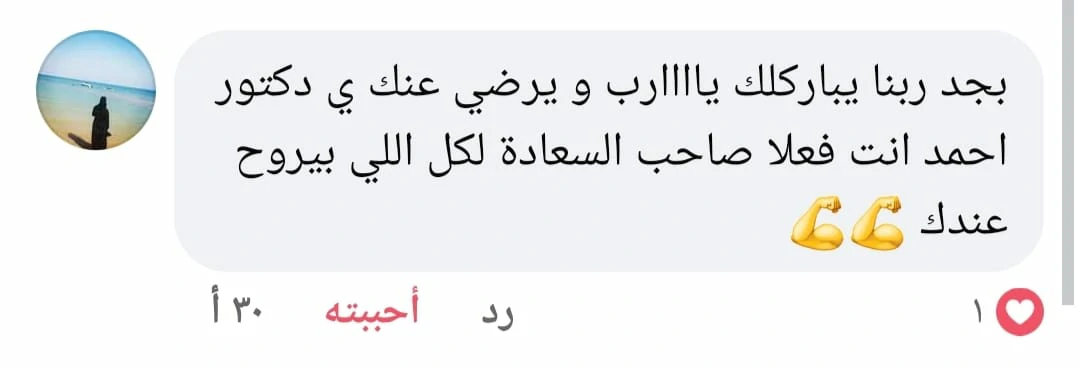 بجد ربنا يباركلك ياااارب و يرضي عنك ي دكتور
احمد انت فعلا صاحب السعادة لكل اللي بيروح
عندك 💪💪
٣٠ أ أحببته رد ١